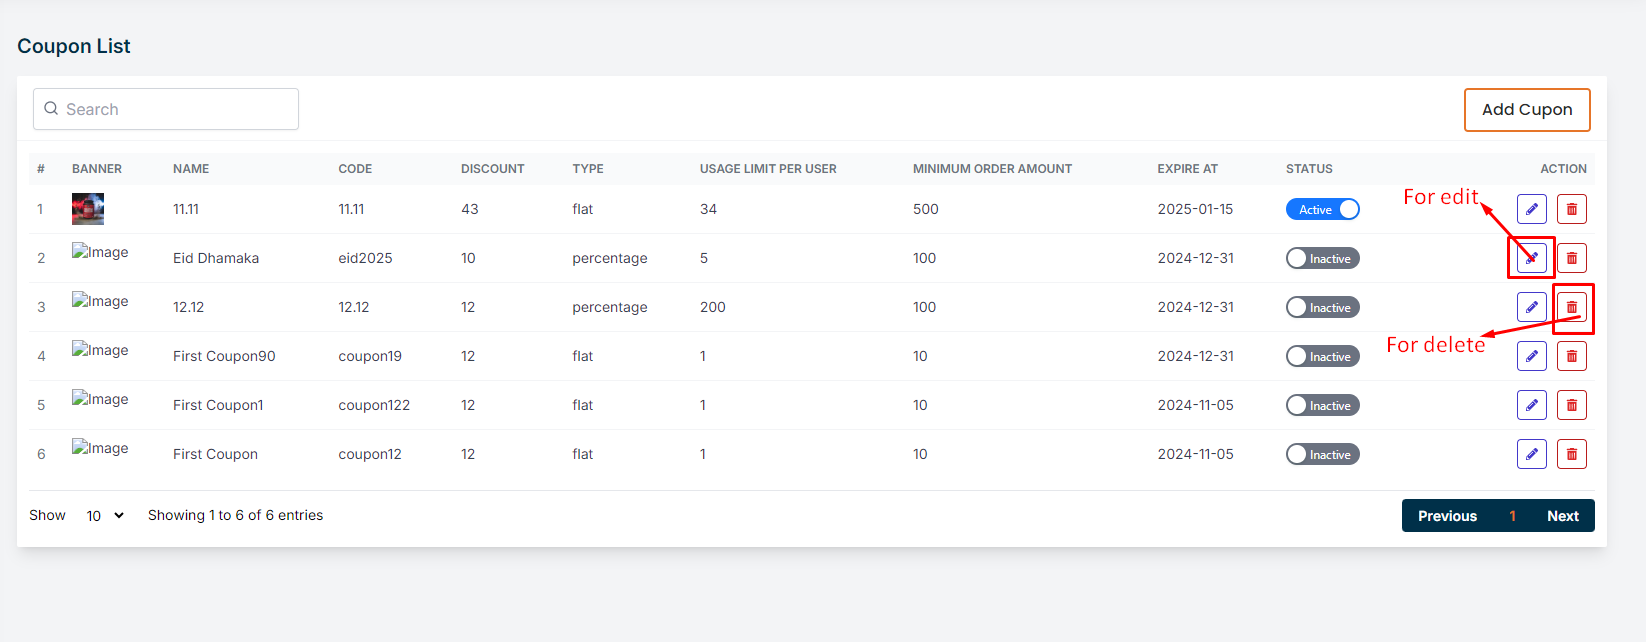 Coupon List
Search
Add Cupon
# BANNER NAME CODE DISCOUNT TYPE USAGE LIMIT PER USER MINIMUM ORDER AMOUNT EXPIRE AT STATUS ACTION
For edit
1 11.11 11.11 43 flat 34 500 2025-01-15 Active
2 Image Eid Dhamaka eid2025 10 percentage 5 100 2024-12-31 Inactive
3 Image 12.12 12.12 12 percentage 200 100 2024-12-31 Inactive
For delete
4 Image First Coupon90 coupon19 12 flat 1 10 2024-12-31 Inactive
5 Image First Coupon1 coupon122 12 flat 1 10 2024-11-05 Inactive
6 Image First Coupon coupon12 12 flat 1 10 2024-11-05 Inactive
Show 10 Showing 1 to 6 of 6 entries Previous 1 Next